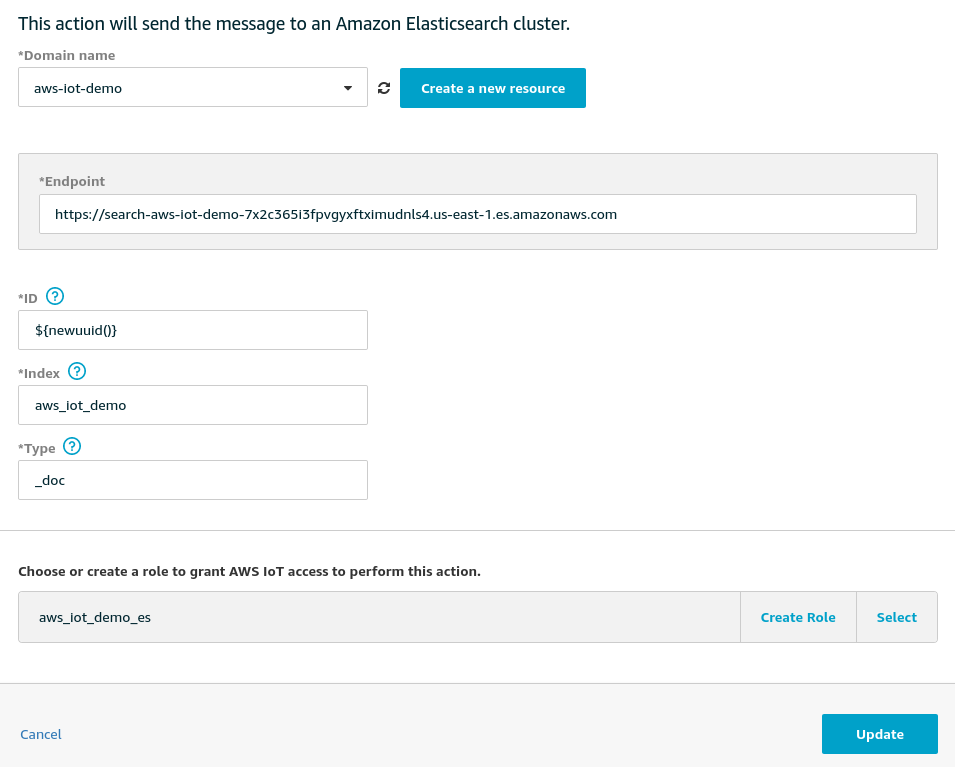 This action will send the message to an Amazon Elasticsearch cluster.
*Domain name
aws-iot-demo
Create a new resource
*Endpoint
https://search-aws-iot-demo-7x2c365i3fpvgyxftximudnls4.us-east-1.es.amazonaws.com
*ID ?
${newuuid()}
*Index ?
aws_iot_demo
*Type ?
_doc
Choose or create a role to grant AWS IoT access to perform this action.
aws_iot_demo_es
Create Role
Select
Cancel
Update